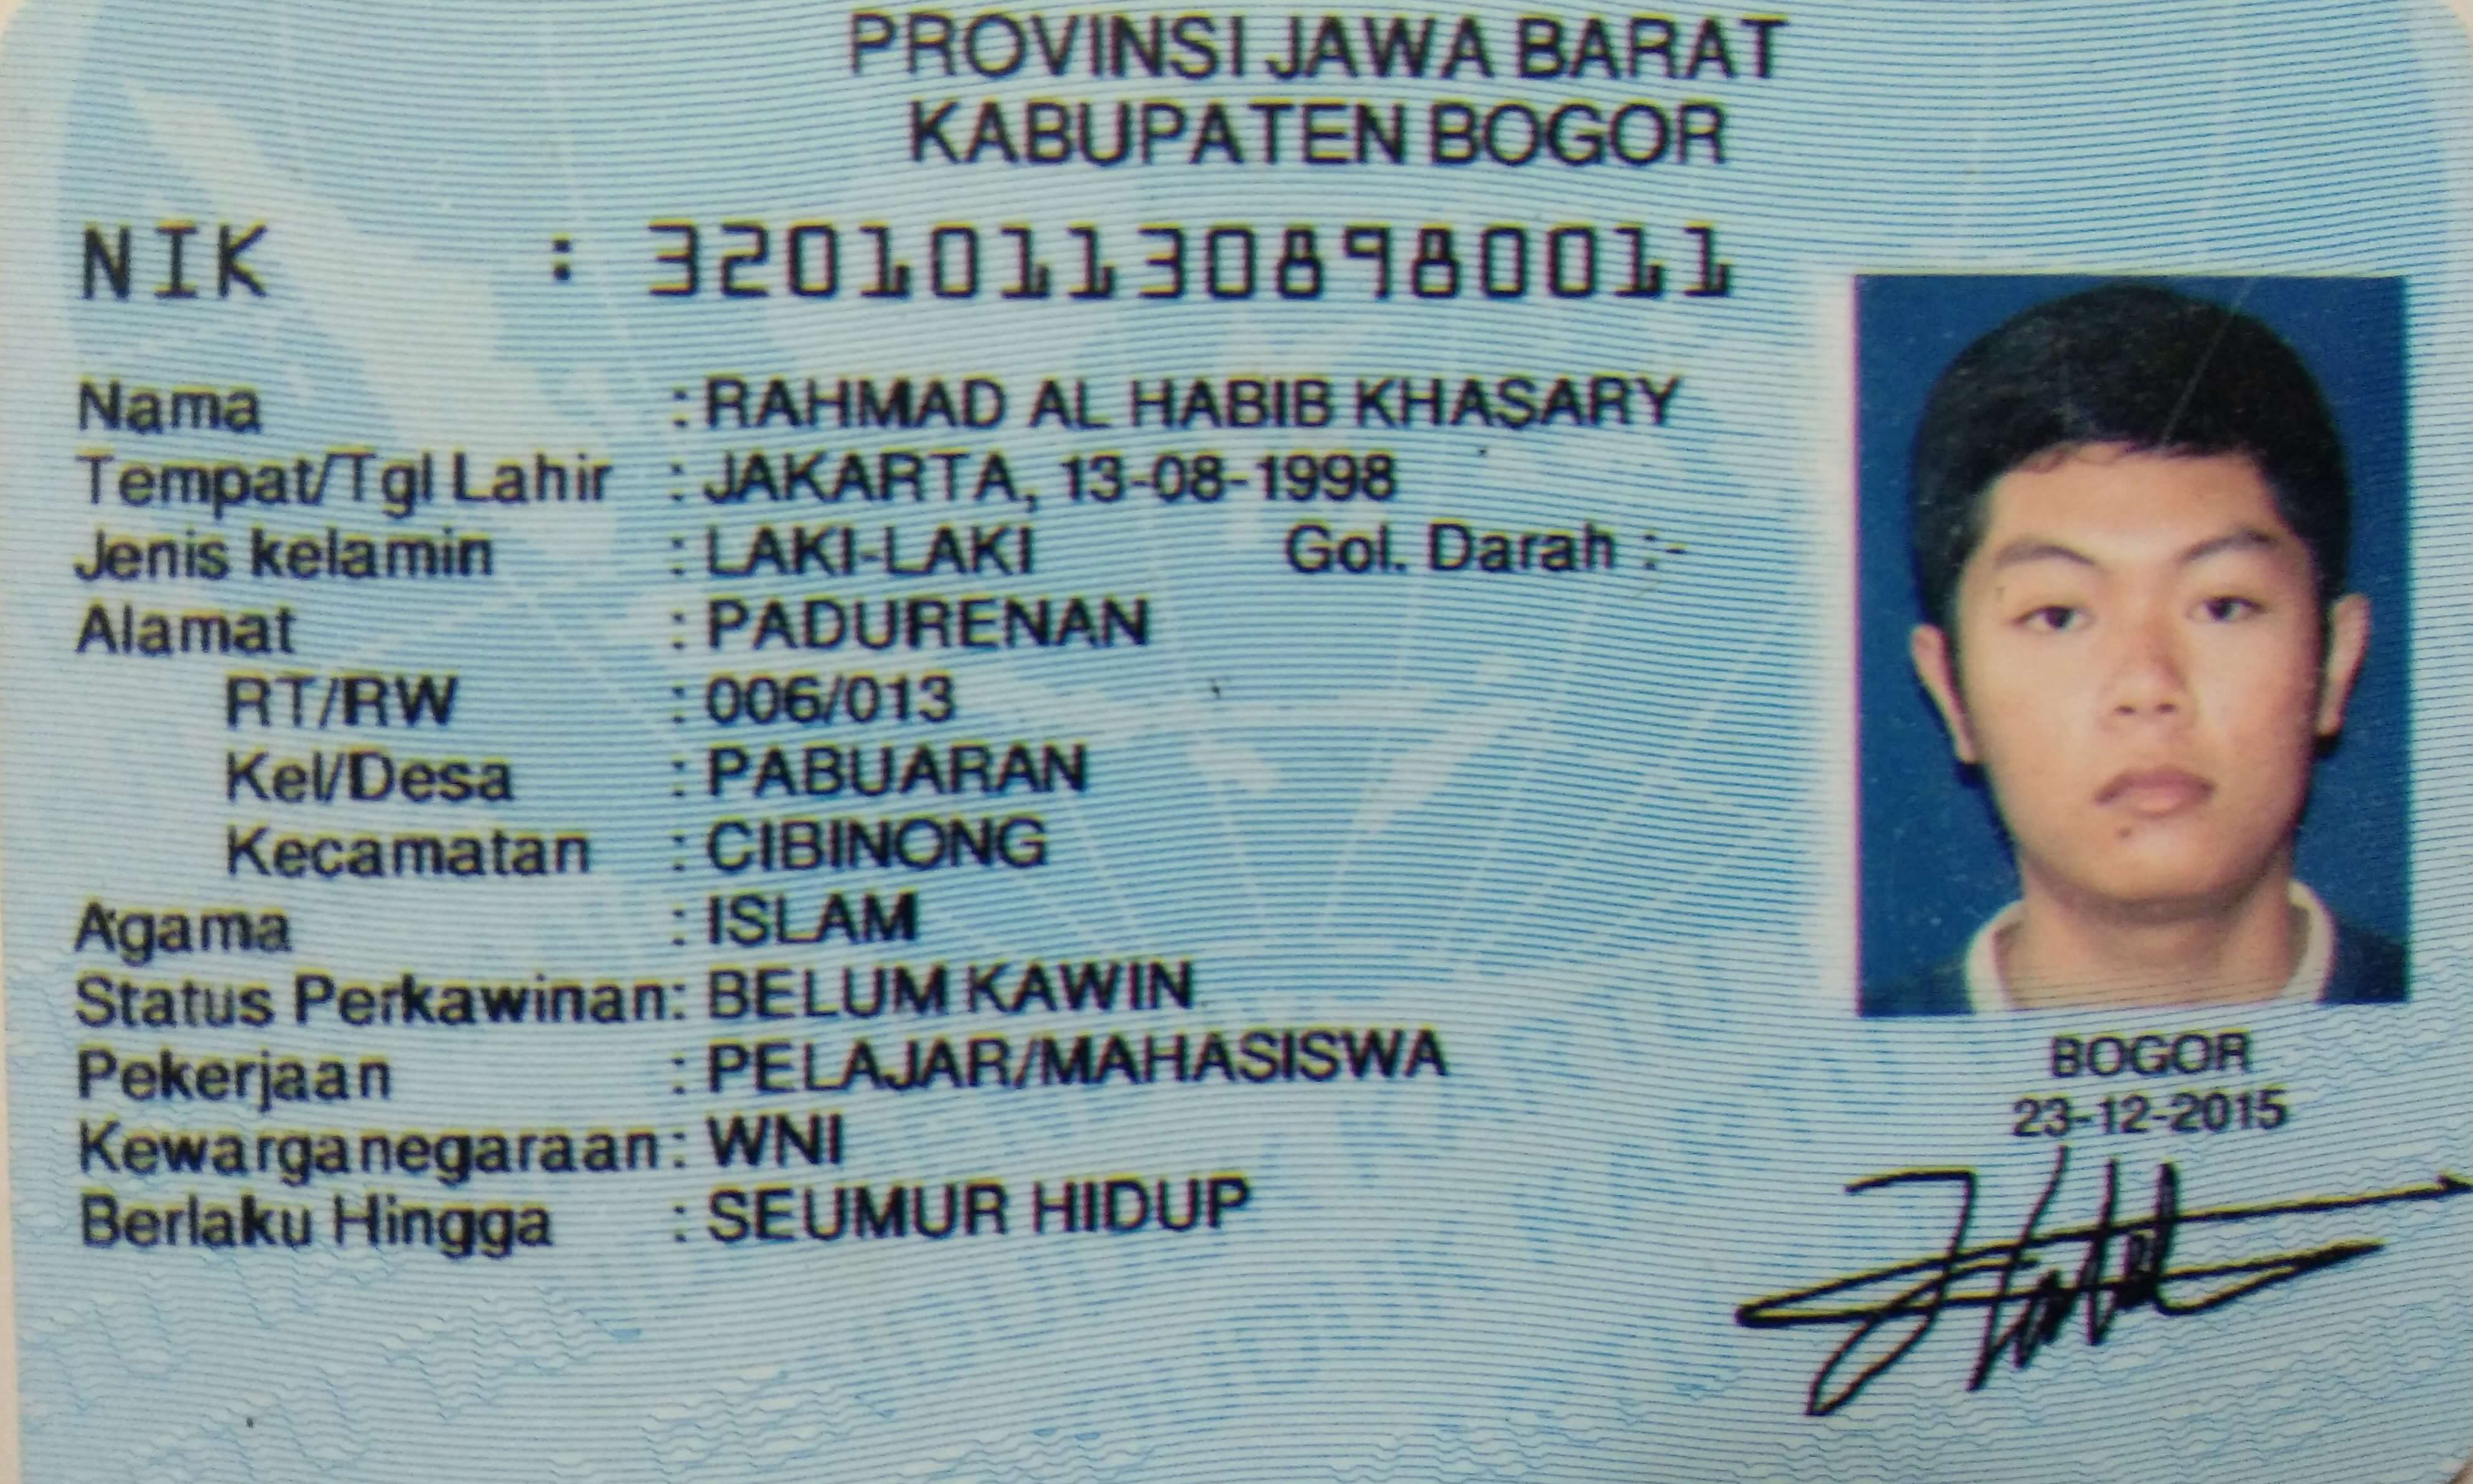 PROVINSI JAWA BARAT
KABUPATEN BOGOR
NIK : 3201011308980011
Nama : RAHMAD AL HABIB KHASARY
Tempat/Tgl Lahir : JAKARTA, 13-08-1998
Jenis kelamin : LAKI-LAKI Gol. Darah :-
Alamat : PADURENAN
RT/RW : 006/013
Kel/Desa : PABUARAN
Kecamatan : CIBINONG
Agama : ISLAM
Status Perkawinan: BELUM KAWIN
Pekerjaan : PELAJAR/MAHASISWA
Kewarganegaraan: WNI
Berlaku Hingga : SEUMUR HIDUP
BOGOR
23-12-2015